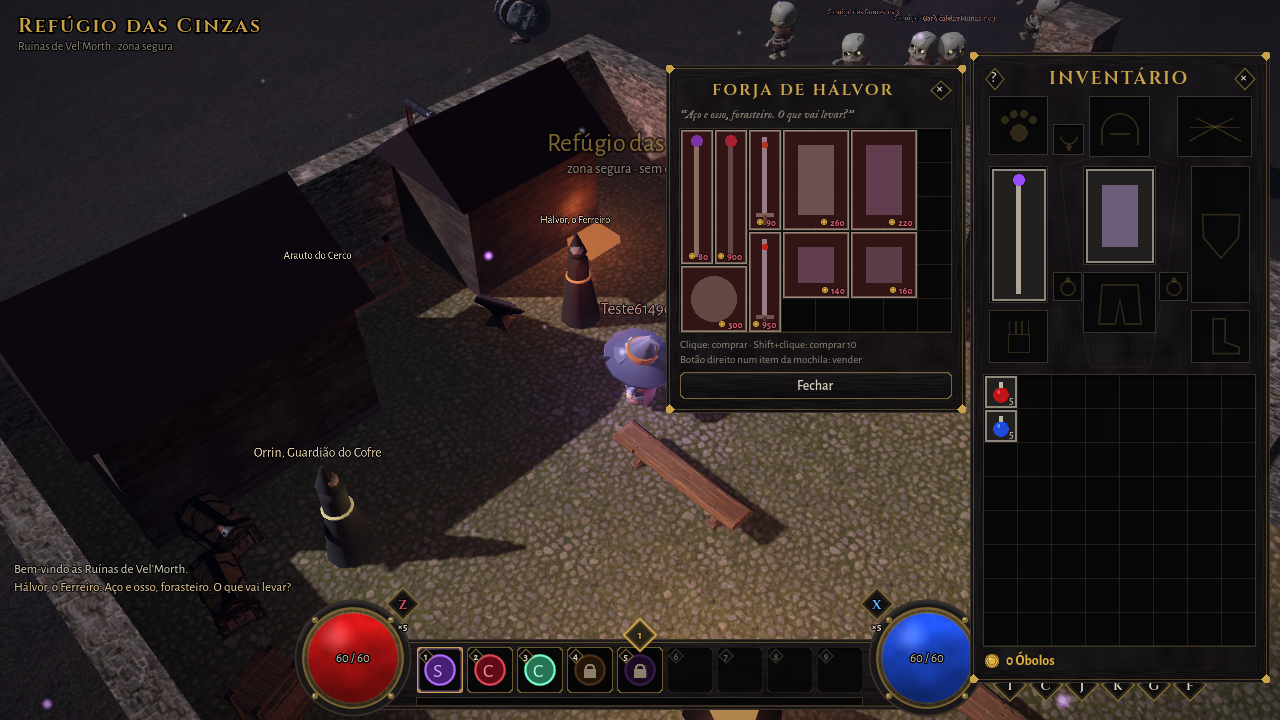 Refúgio das Cinzas
Ruínas de Vel'Morth · zona segura
Refúgio das
zona segura · sem
Hálvor, o Ferreiro
Arauto do Cerco
Teste6149
Orrin, Guardião do Cofre
Bem-vindo às Ruínas de Vel'Morth.
Hálvor, o Ferreiro: Aço e osso, forasteiro. O que vai levar?
FORJA DE HÁLVOR
×
"Aço e osso, forasteiro. O que vai levar?"
80
900
90
260
220
140
160
300
950
Clique: comprar · Shift+clique: comprar 10
Botão direito num item da mochila: vender
Fechar
?
INVENTÁRIO
×
5
5
0 Óbolos
Z
×5
60 / 60
1
1
S
2
C
3
C
4
5
6
7
8
9
X
×5
60 / 60
I
C
J
K
G
F